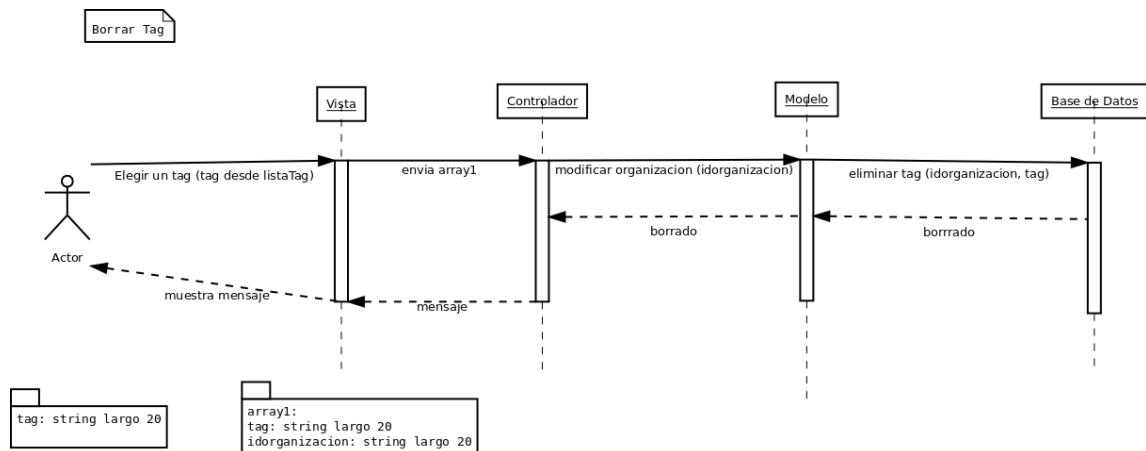 Borrar Tag
Vista
Controlador
Modelo
Base de Datos
Elegir un tag (tag desde listaTag)
envia array1
modificar organizacion (idorganizacion)
eliminar tag (idorganizacion, tag)
borrado
borrrado
Actor
muestra mensaje
mensaje
tag: string largo 20
array1:
tag: string largo 20
idorganizacion: string largo 20